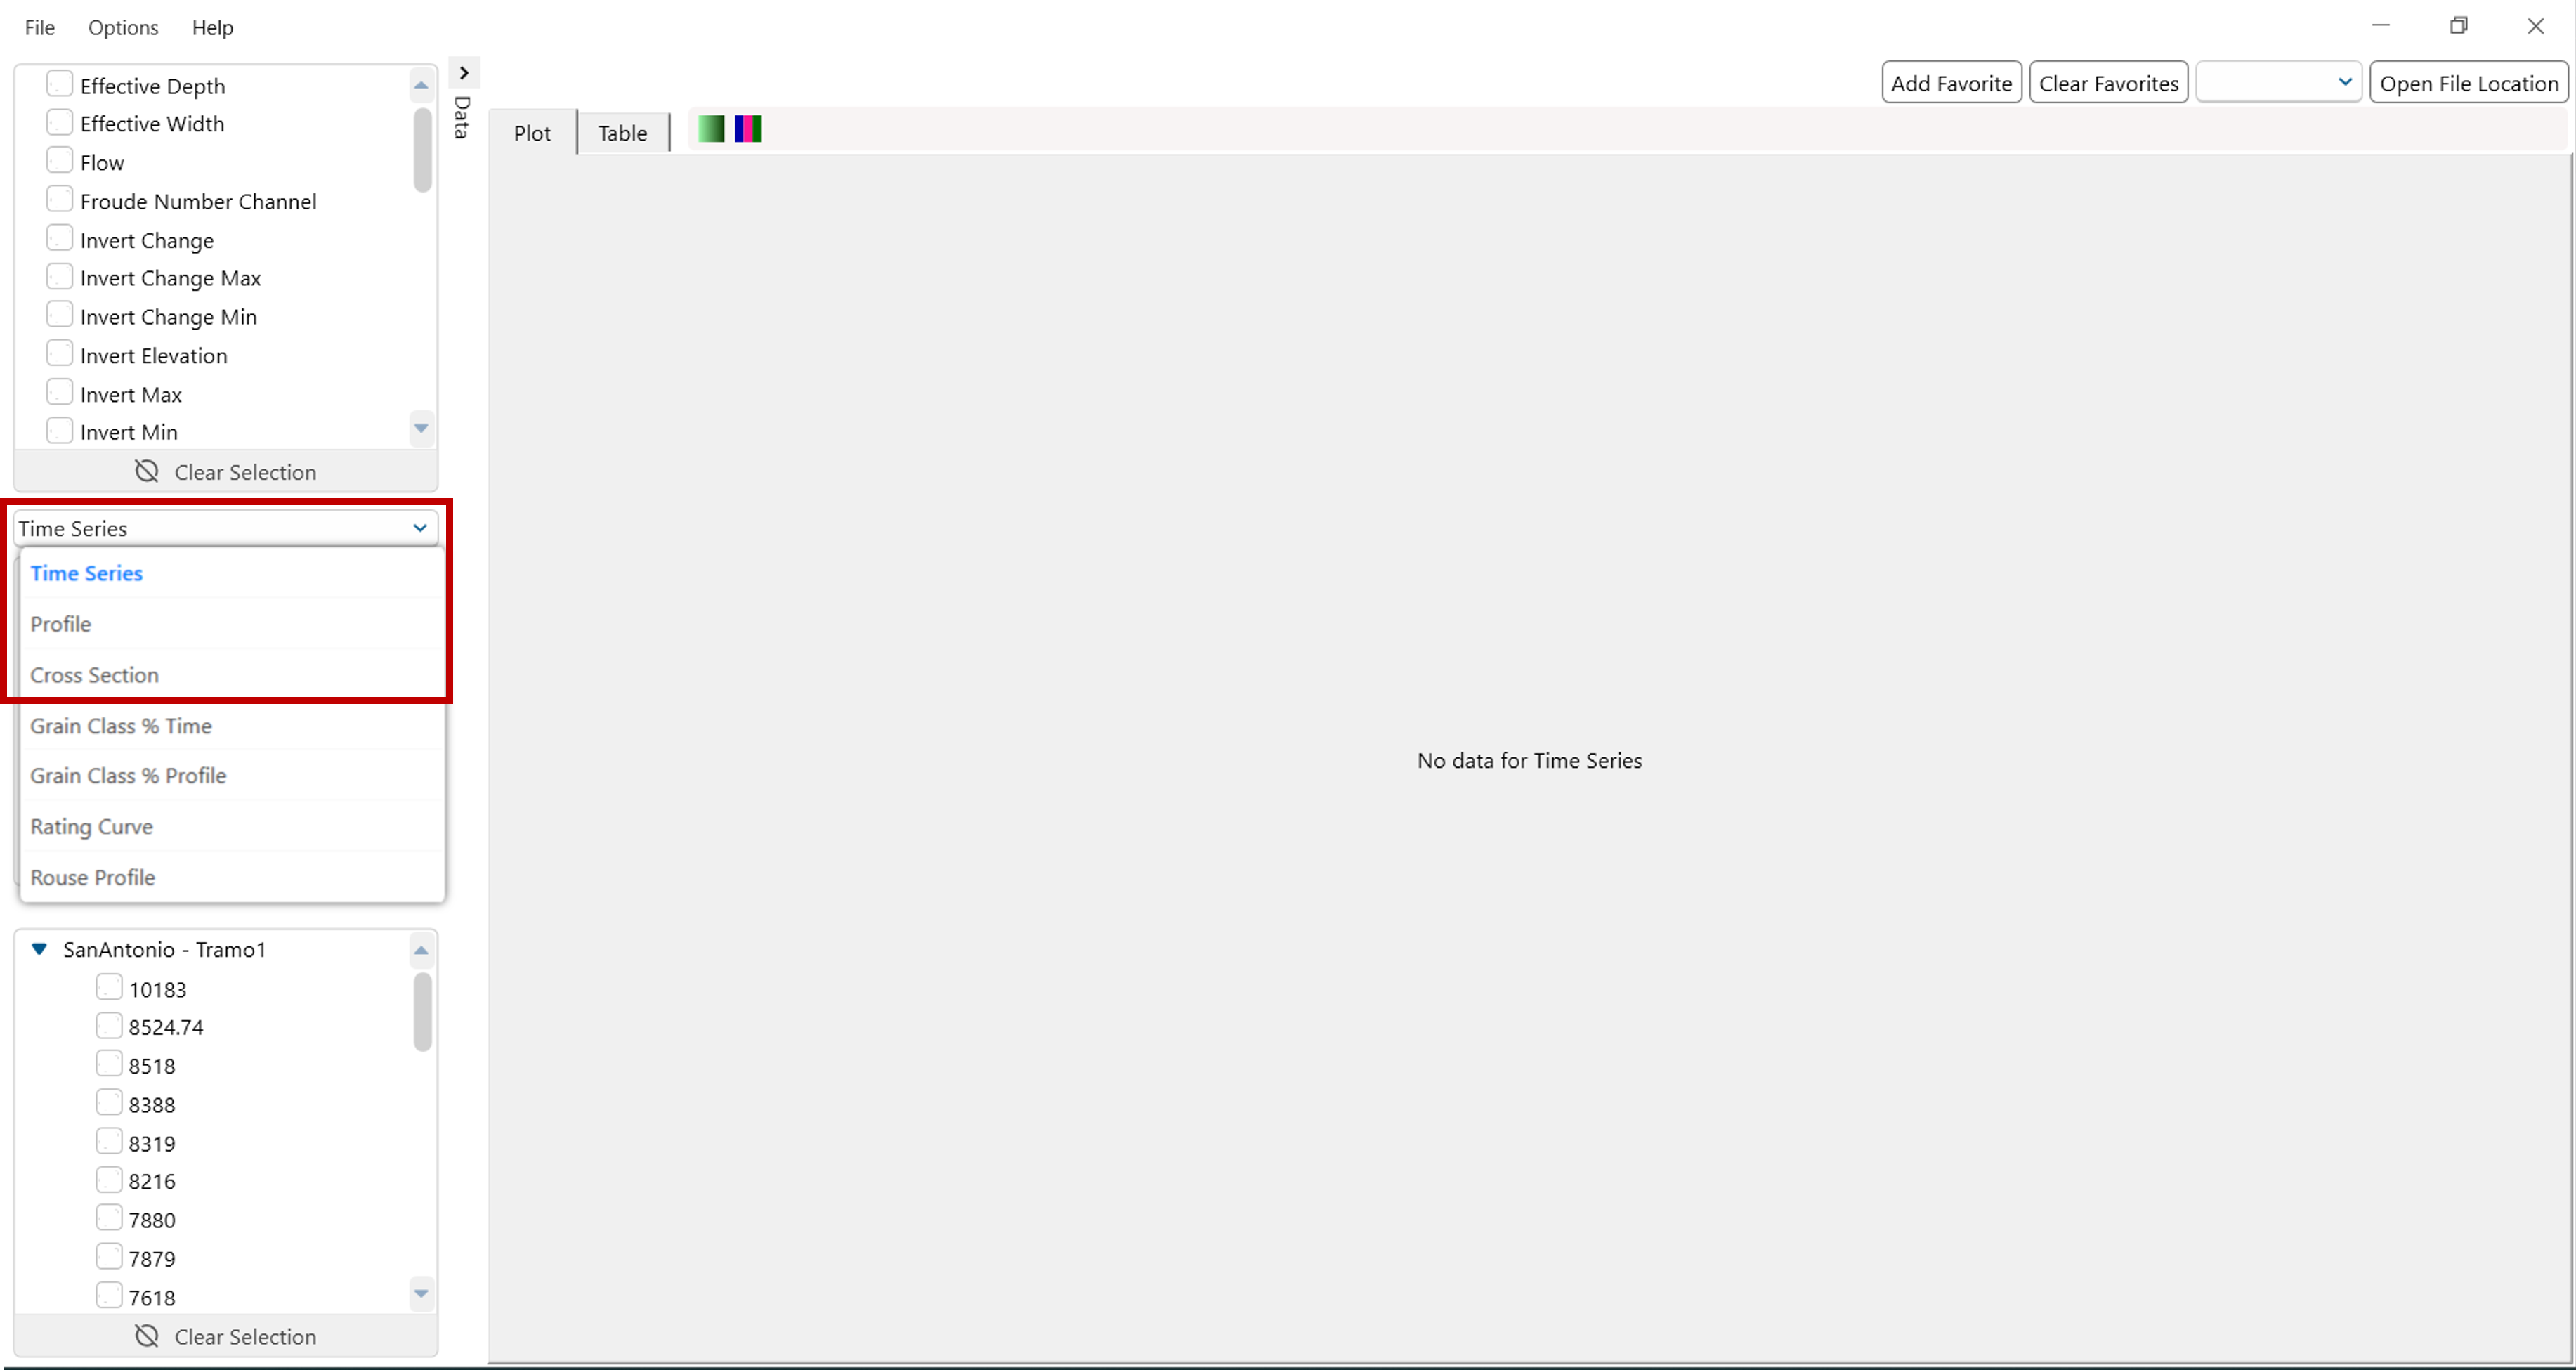 File Options Help
Add Favorite Clear Favorites Open File Location
Effective Depth
Effective Width
Flow
Froude Number Channel
Invert Change
Invert Change Max
Invert Change Min
Invert Elevation
Invert Max
Invert Min
Clear Selection
Data
Plot Table
Time Series
Time Series
Profile
Cross Section
Grain Class % Time
Grain Class % Profile
Rating Curve
Rouse Profile
No data for Time Series
SanAntonio - Tramo1
10183
8524.74
8518
8388
8319
8216
7880
7879
7618
Clear Selection